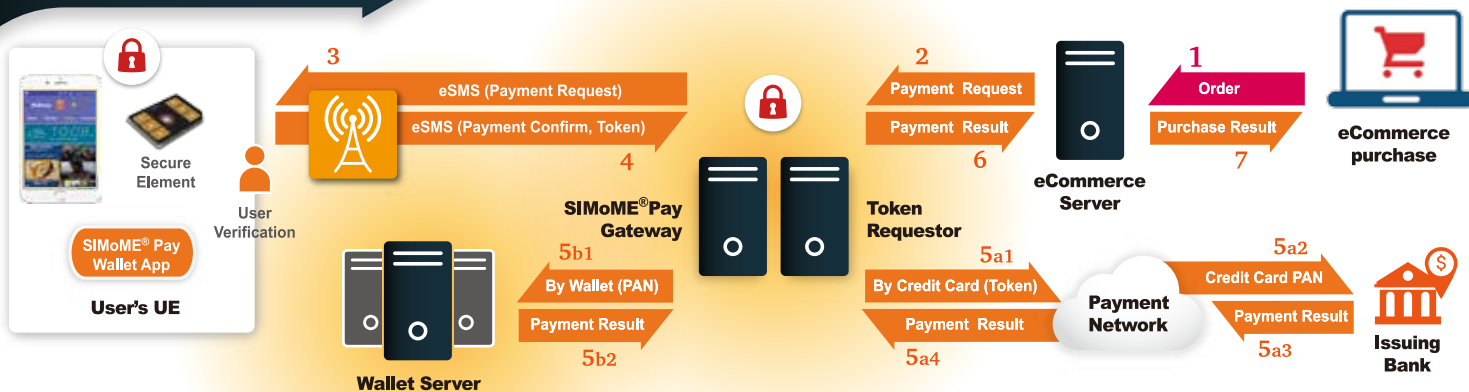 3
eSMS (Payment Request)
eSMS (Payment Confirm, Token)
4
Secure
Element
User
Verification
SIMoME® Pay
Wallet App
User's UE
2
Payment Request
Payment Result
6
1
Order
Purchase Result
7
eCommerce
purchase
eCommerce
Server
SIMoME®Pay
Gateway
Token
Requestor
5b1
By Wallet (PAN)
Payment Result
5b2
Wallet Server
5a1
By Credit Card (Token)
Payment Result
5a4
Payment
Network
5a2
Credit Card PAN
Payment Result
5a3
$
Issuing
Bank